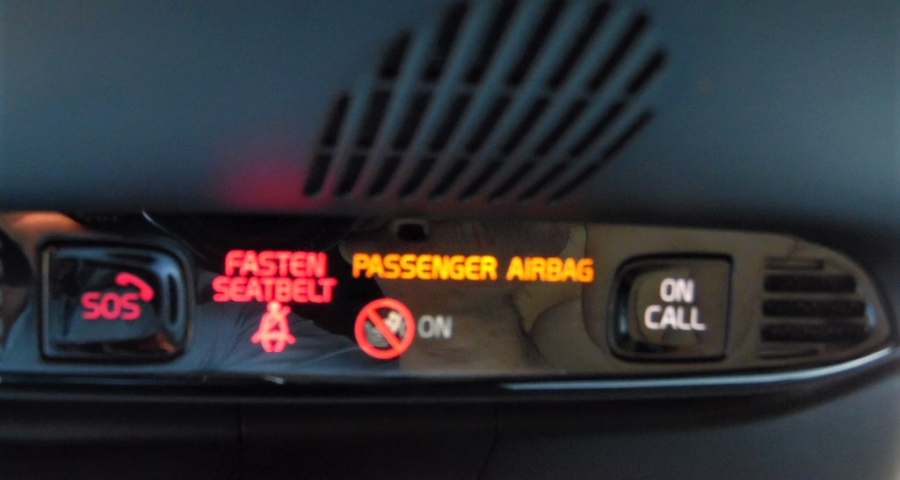 SOS
FASTEN
SEATBELT
PASSENGER AIRBAG
ON
ON
CALL